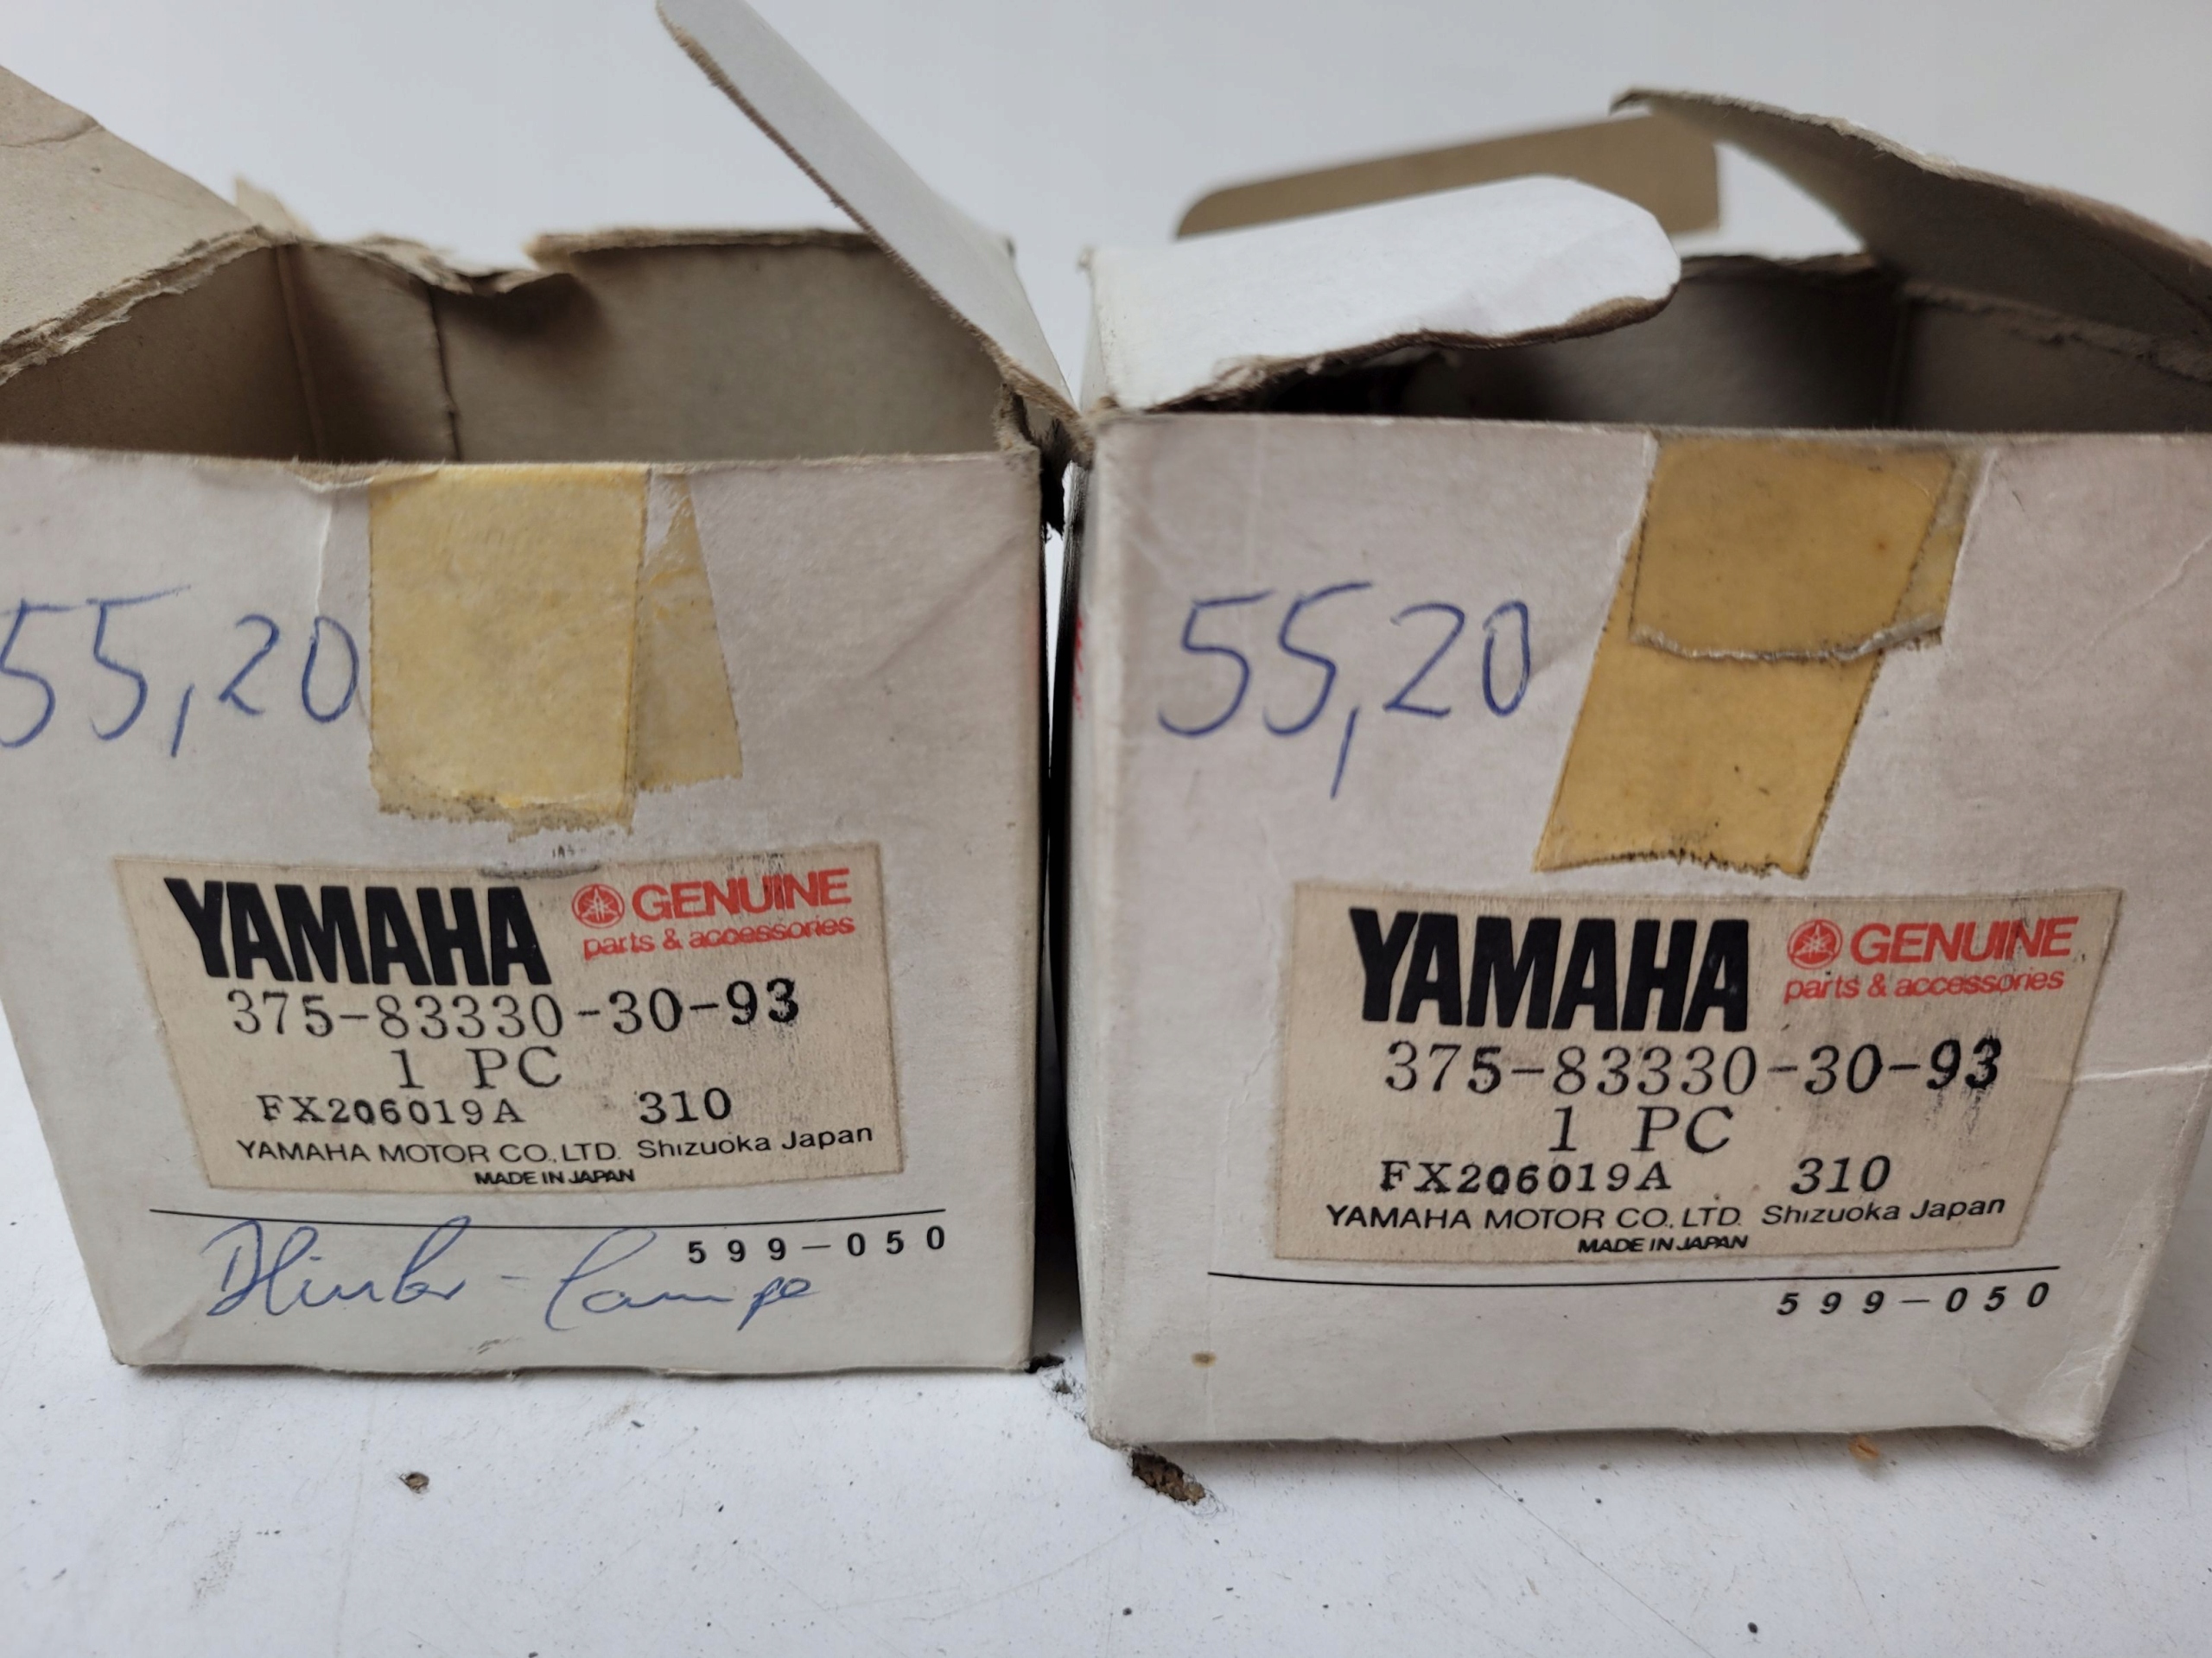 55,20
YAMAHA GENUINE
parts & accessories
375-83330-30-93
1 PC
FX206019A 310
YAMAHA MOTOR CO.,LTD. Shizuoka Japan
MADE IN JAPAN
599-050
Blinker-lampe
55,20
YAMAHA GENUINE
parts & accessories
375-83330-30-93
1 PC
FX206019A 310
YAMAHA MOTOR CO.,LTD. Shizuoka Japan
MADE IN JAPAN
599-050